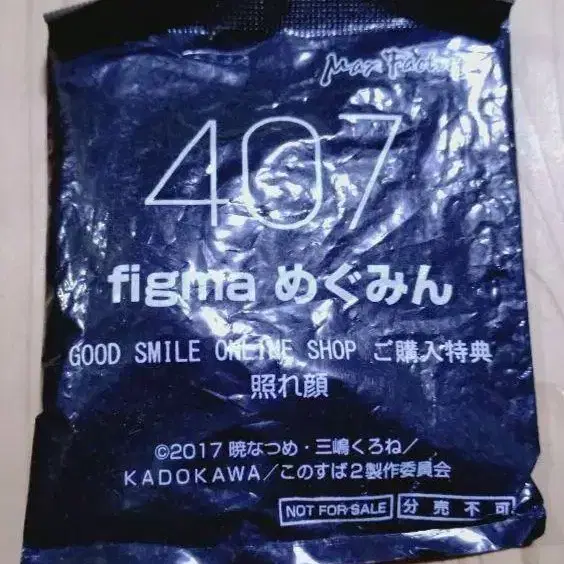 Max Factory
407
figma めぐみん
GOOD SMILE ONLINE SHOP ご購入特典
照れ顔
©2017 暁なつめ・三嶋くろね／
KADOKAWA／このすば2製作委員会
NOT FOR SALE 分売不可